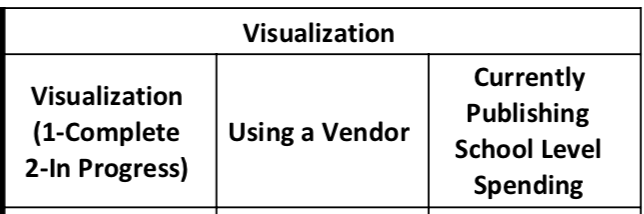 Visualization
Visualization
(1-Complete
2-In Progress)
Using a Vendor
Currently
Publishing
School Level
Spending